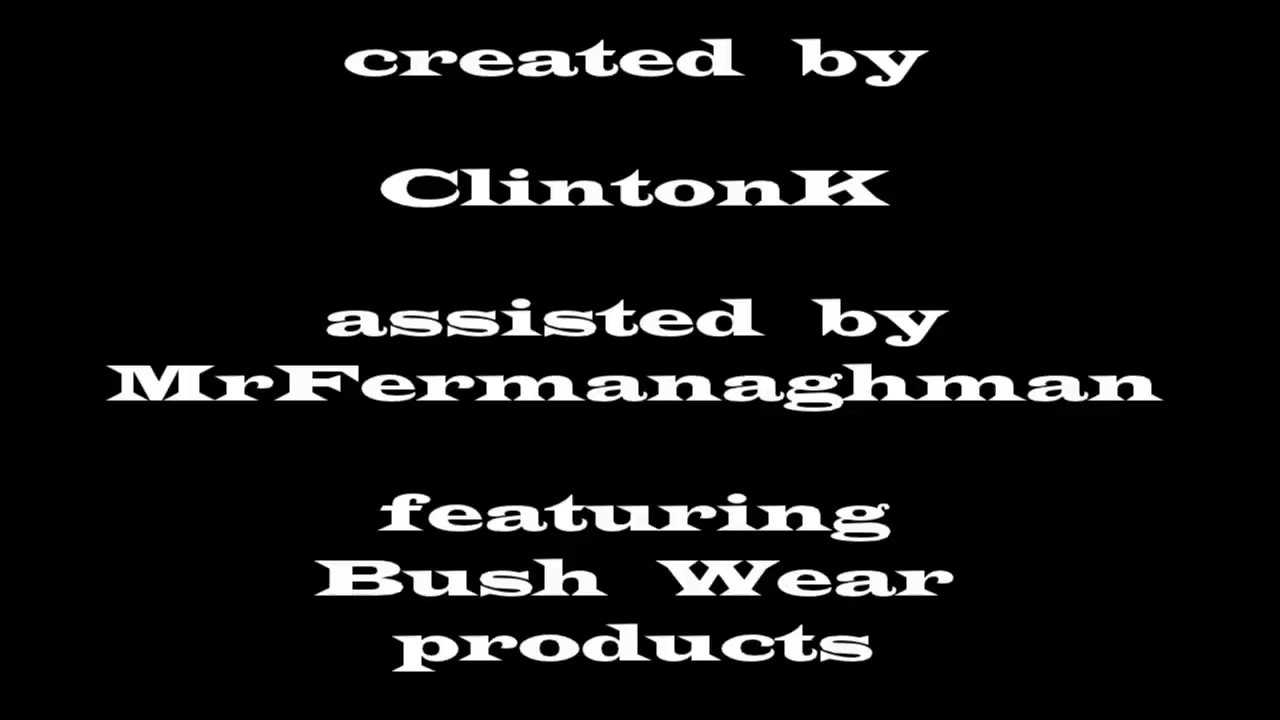 created by
ClintonK
assisted by
MrFermanaghman
featuring
Bush Wear
products